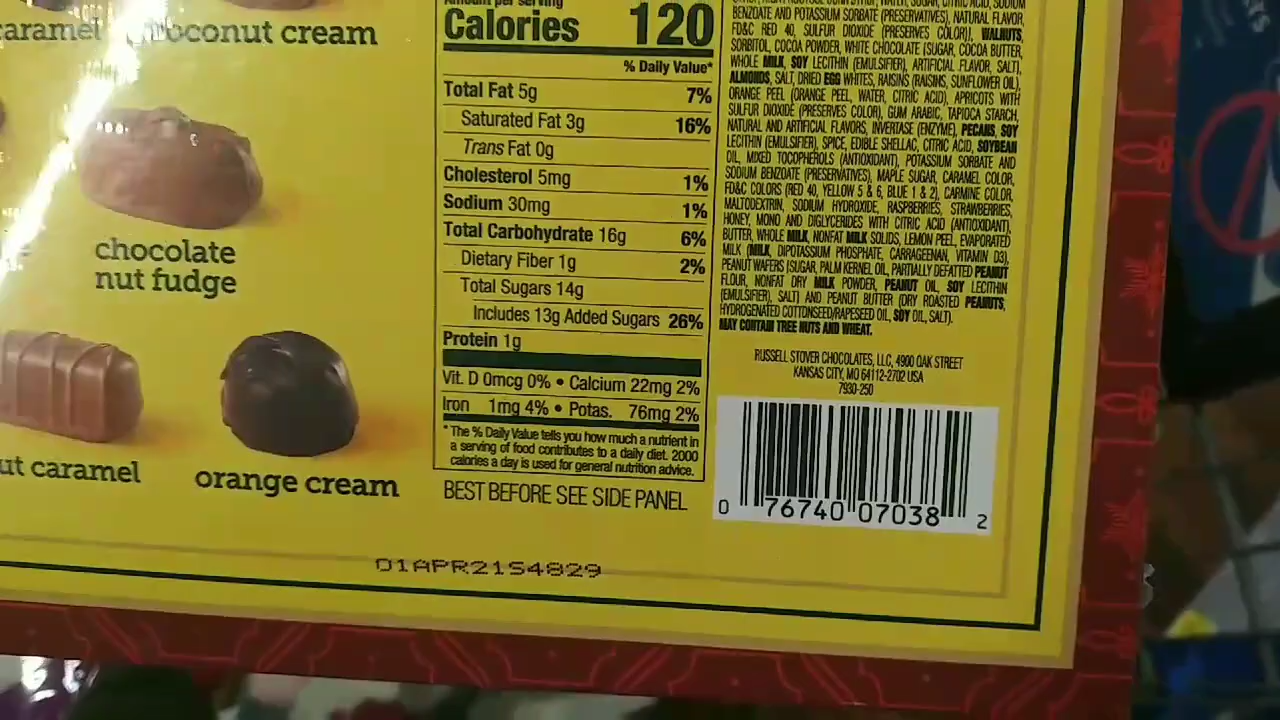 caramel
coconut cream
chocolate
nut fudge
caramel
orange cream
Amount per serving
Calories 120
% Daily Value*
Total Fat 5g 7%
Saturated Fat 3g 16%
Trans Fat 0g
Cholesterol 5mg 1%
Sodium 30mg 1%
Total Carbohydrate 16g 6%
Dietary Fiber 1g 2%
Total Sugars 14g
Includes 13g Added Sugars 26%
Protein 1g
Vit. D 0mcg 0% • Calcium 22mg 2%
Iron 1mg 4% • Potas. 76mg 2%
*The % Daily Value tells you how much a nutrient in
a serving of food contributes to a daily diet. 2000
calories a day is used for general nutrition advice.
BEST BEFORE SEE SIDE PANEL
01APR21S4829
WATER, SUGAR, CITRIC ACID, SODIUM
BENZOATE AND POTASSIUM SORBATE (PRESERVATIVES), NATURAL FLAVOR,
FD&C RED 40, SULFUR DIOXIDE (PRESERVES COLOR)], WALNUTS,
SORBITOL, COCOA POWDER, WHITE CHOCOLATE (SUGAR, COCOA BUTTER,
WHOLE MILK, SOY LECITHIN (EMULSIFIER), ARTIFICIAL FLAVOR, SALT),
ALMONDS, SALT, DRIED EGG WHITES, RAISINS (RAISINS, SUNFLOWER OIL),
ORANGE PEEL (ORANGE PEEL, WATER, CITRIC ACID), APRICOTS WITH
SULFUR DIOXIDE (PRESERVES COLOR), GUM ARABIC, TAPIOCA STARCH,
NATURAL AND ARTIFICIAL FLAVORS, INVERTASE (ENZYME), PECANS, SOY
LECITHIN (EMULSIFIER), SPICE, EDIBLE SHELLAC, CITRIC ACID, SOYBEAN
OIL, MIXED TOCOPHEROLS (ANTIOXIDANT), POTASSIUM SORBATE AND
SODIUM BENZOATE (PRESERVATIVES), MAPLE SUGAR, CARAMEL COLOR,
FD&C COLORS (RED 40, YELLOW 5 & 6, BLUE 1 & 2), CARMINE COLOR,
MALTODEXTRIN, SODIUM HYDROXIDE, RASPBERRIES, STRAWBERRIES,
HONEY, MONO AND DIGLYCERIDES WITH CITRIC ACID (ANTIOXIDANT),
BUTTER, WHOLE MILK, NONFAT MILK SOLIDS, LEMON PEEL, EVAPORATED
MILK (MILK, DIPOTASSIUM PHOSPHATE, CARRAGEENAN, VITAMIN D3),
PEANUT WAFERS [SUGAR, PALM KERNEL OIL, PARTIALLY DEFATTED PEANUT
FLOUR, NONFAT DRY MILK POWDER, PEANUT OIL, SOY LECITHIN
(EMULSIFIER), SALT] AND PEANUT BUTTER (DRY ROASTED PEANUTS,
HYDROGENATED COTTONSEED/RAPESEED OIL, SOY OIL, SALT).
MAY CONTAIN TREE NUTS AND WHEAT.
RUSSELL STOVER CHOCOLATES, LLC, 4900 OAK STREET
KANSAS CITY, MO 64112-2702 USA
7930-250
0 76740 07038 2